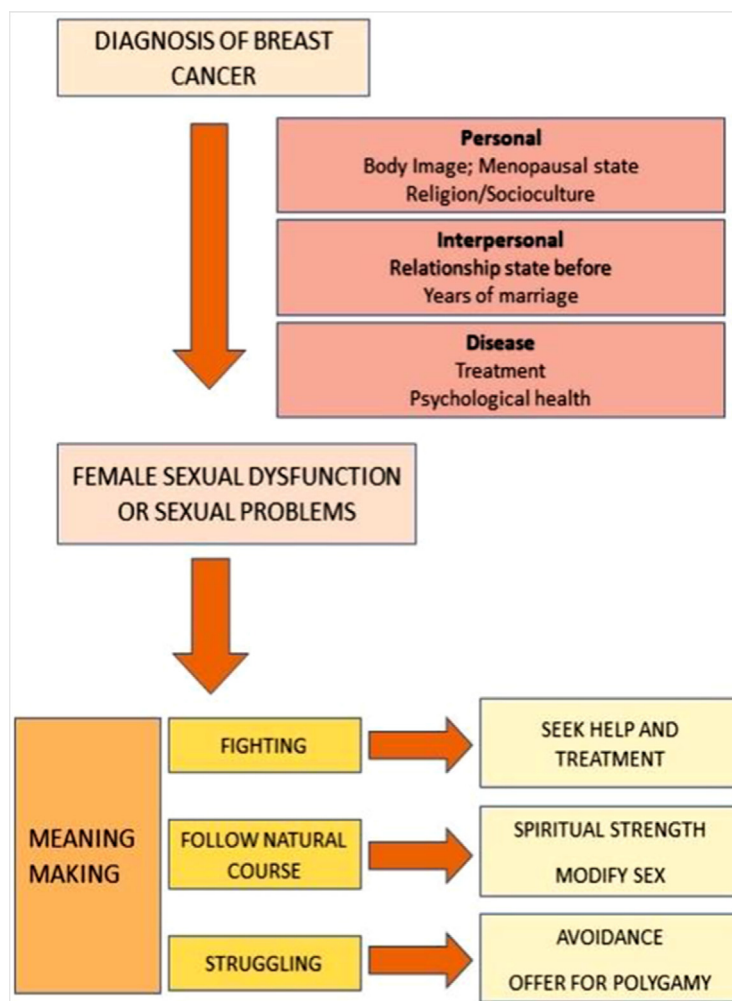 DIAGNOSIS OF BREAST
CANCER
Personal
Body Image; Menopausal state
Religion/Socioculture
Interpersonal
Relationship state before
Years of marriage
Disease
Treatment
Psychological health
FEMALE SEXUAL DYSFUNCTION
OR SEXUAL PROBLEMS
MEANING
MAKING
FIGHTING
SEEK HELP AND
TREATMENT
FOLLOW NATURAL
COURSE
SPIRITUAL STRENGTH
MODIFY SEX
STRUGGLING
AVOIDANCE
OFFER FOR POLYGAMY